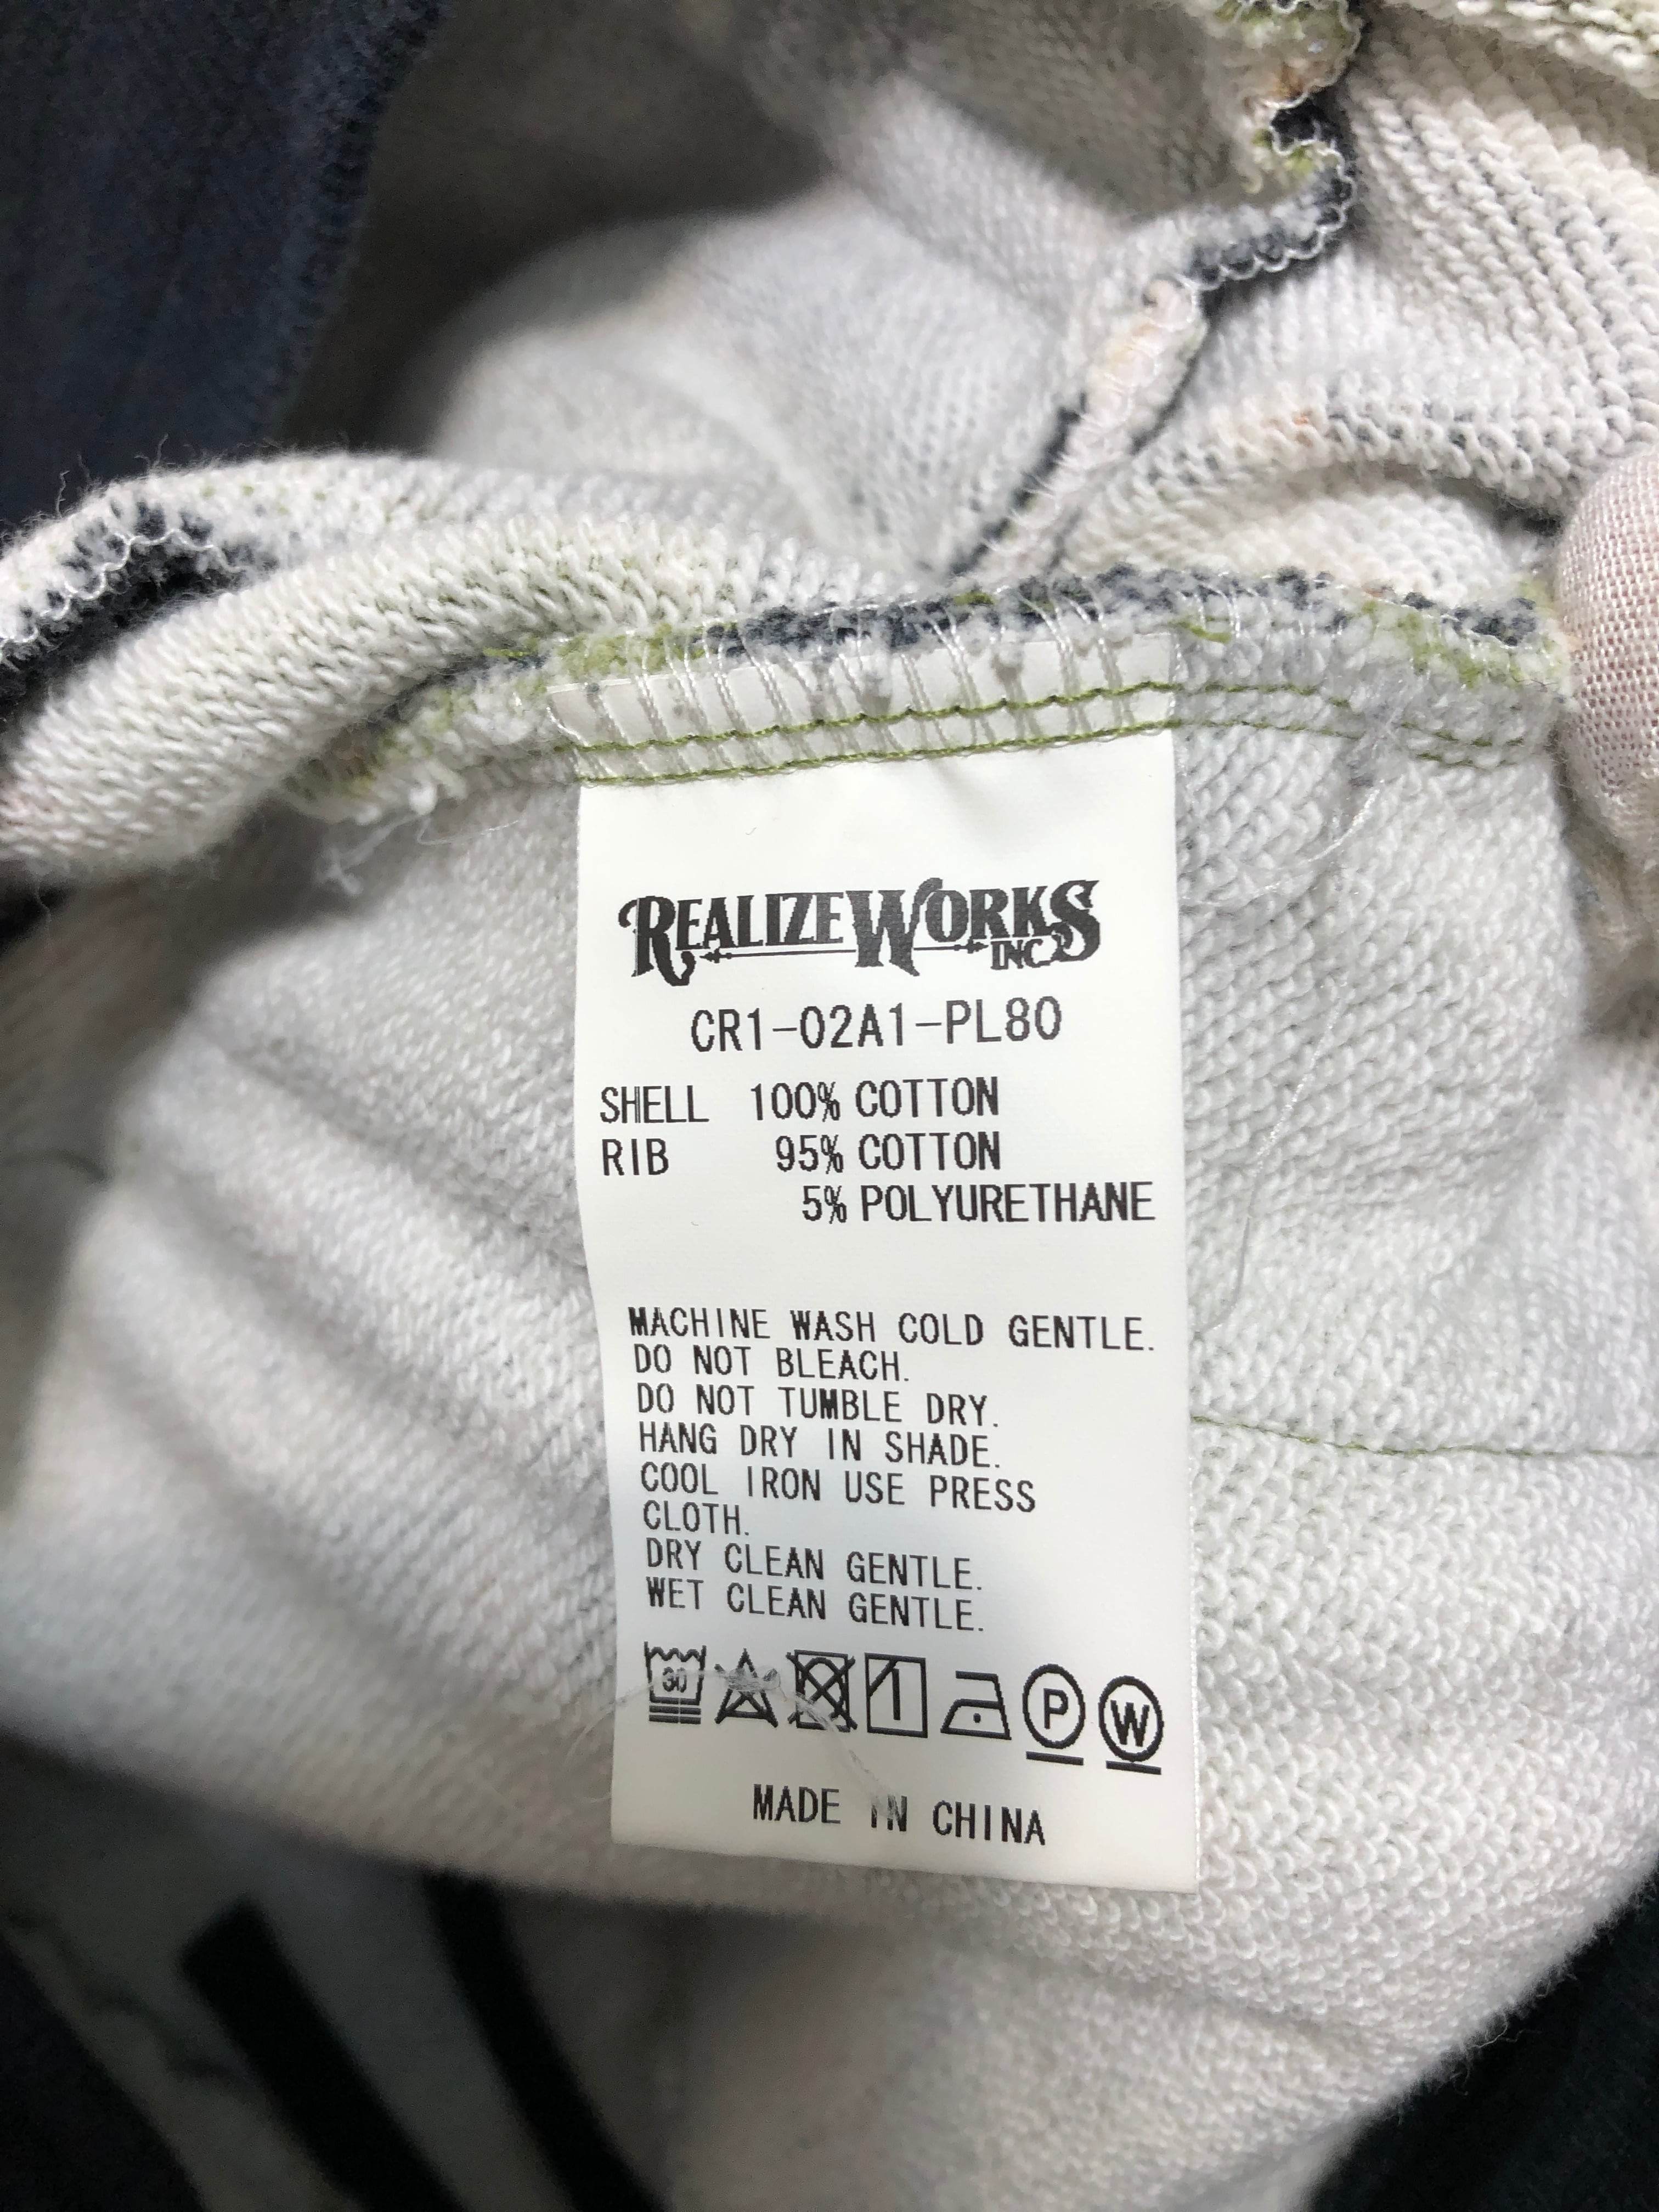 REALIZE WORKS
INC
CR1-02A1-PL80
SHELL 100% COTTON
RIB 95% COTTON
5% POLYURETHANE
MACHINE WASH COLD GENTLE.
DO NOT BLEACH.
DO NOT TUMBLE DRY.
HANG DRY IN SHADE.
COOL IRON USE PRESS
CLOTH.
DRY CLEAN GENTLE.
WET CLEAN GENTLE.
30 P W
MADE IN CHINA